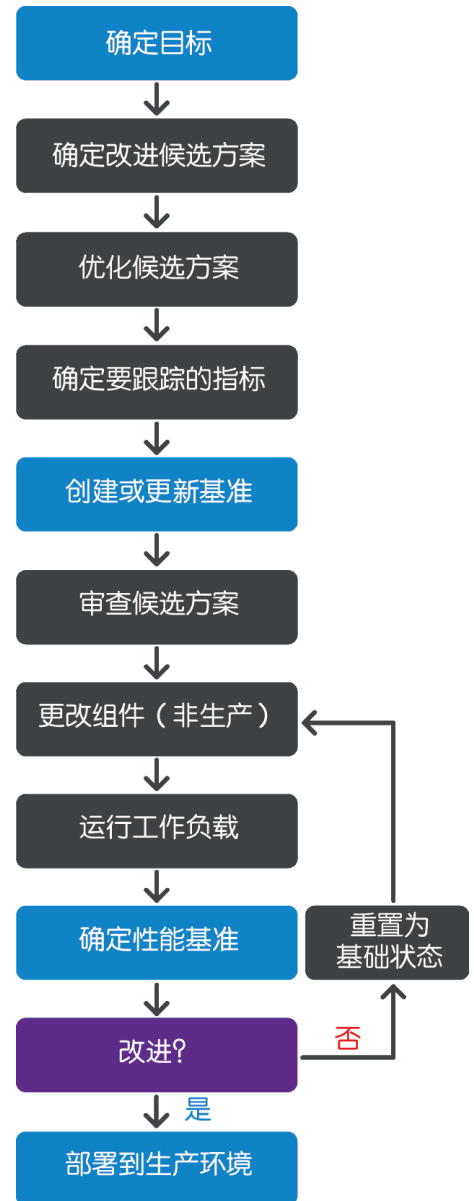 确定目标
确定改进候选方案
优化候选方案
确定要跟踪的指标
创建或更新基准
审查候选方案
更改组件（非生产）
运行工作负载
确定性能基准
重置为
基础状态
改进?
否
是
部署到生产环境